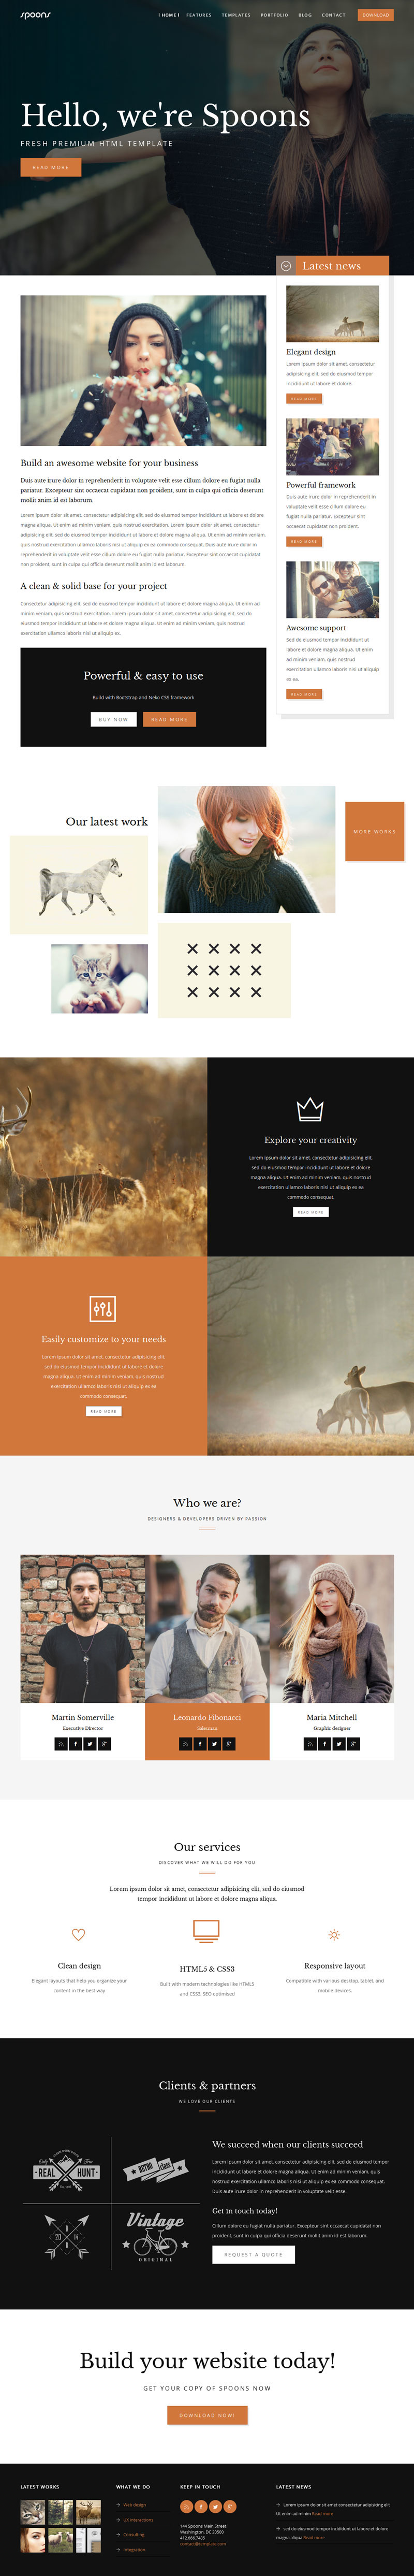 spoons
[ HOME ] FEATURES TEMPLATES PORTFOLIO BLOG CONTACT DOWNLOAD
Hello, we're Spoons
FRESH PREMIUM HTML TEMPLATE
READ MORE
Latest news
Elegant design
Lorem ipsum dolor sit amet, consectetur
adipisicing elit, sed do eiusmod tempor
incididunt ut labore et dolore.
READ MORE
Powerful framework
Duis aute irure dolor in reprehenderit in
voluptate velit esse cillum dolore eu
fugiat nulla pariatur. Excepteur sint
occaecat cupidatat non proident.
READ MORE
Awesome support
Sed do eiusmod tempor incididunt ut
labore et dolore magna aliqua. Ut enim
ad minim veniam, quis nostrud
exercitation ullamco laboris nisi ut aliquip
ex ea.
READ MORE
Build an awesome website for your business
Duis aute irure dolor in reprehenderit in voluptate velit esse cillum dolore eu fugiat nulla
pariatur. Excepteur sint occaecat cupidatat non proident, sunt in culpa qui officia deserunt
mollit anim id est laborum.
Lorem ipsum dolor sit amet, consectetur adipisicing elit, sed do eiusmod tempor incididunt ut labore et dolore
magna aliqua. Ut enim ad minim veniam, quis nostrud exercitation. Lorem ipsum dolor sit amet, consectetur
adipisicing elit, sed do eiusmod tempor incididunt ut labore et dolore magna aliqua. Ut enim ad minim veniam,
quis nostrud exercitation ullamco laboris nisi ut aliquip ex ea commodo consequat. Duis aute irure dolor in
reprehenderit in voluptate velit esse cillum dolore eu fugiat nulla pariatur. Excepteur sint occaecat cupidatat non
proident, sunt in culpa qui officia deserunt mollit anim id est laborum.
A clean & solid base for your project
Consectetur adipisicing elit, sed do eiusmod tempor incididunt ut labore et dolore magna aliqua. Ut enim ad
minim veniam, quis nostrud exercitation. Lorem ipsum dolor sit amet, consectetur adipisicing elit, sed do
eiusmod tempor incididunt ut labore et dolore magna aliqua. Ut enim ad minim veniam, quis nostrud
exercitation ullamco laboris nisi ut aliquip ex.
Powerful & easy to use
Build with Bootstrap and Neko CSS framework
BUY NOW READ MORE
Our latest work
MORE WORKS
Explore your creativity
Lorem ipsum dolor sit amet, consectetur adipisicing elit,
sed do eiusmod tempor incididunt ut labore et dolore
magna aliqua. Ut enim ad minim veniam, quis nostrud
exercitation ullamco laboris nisi ut aliquip ex ea
commodo consequat.
READ MORE
Easily customize to your needs
Lorem ipsum dolor sit amet, consectetur adipisicing elit,
sed do eiusmod tempor incididunt ut labore et dolore
magna aliqua. Ut enim ad minim veniam, quis nostrud
exercitation ullamco laboris nisi ut aliquip ex ea
commodo consequat.
READ MORE
Who we are?
DESIGNERS & DEVELOPERS DRIVEN BY PASSION
Martin Somerville
Executive Director
Leonardo Fibonacci
Salesman
Maria Mitchell
Graphic designer
Our services
DISCOVER WHAT WE WILL DO FOR YOU
Lorem ipsum dolor sit amet, consectetur adipisicing elit, sed do eiusmod
tempor incididunt ut labore et dolore magna aliqua.
Clean design
Elegant layouts that help you organize your
content in the best way
HTML5 & CSS3
Built with modern technologies like HTML5
and CSS3, SEO optimised
Responsive layout
Compatible with various desktop, tablet, and
mobile devices.
Clients & partners
WE LOVE OUR CLIENTS
REAL HUNT
RETRO
20 14
Vintage
ORIGINAL
We succeed when our clients succeed
Lorem ipsum dolor sit amet, consectetur adipisicing elit, sed do eiusmod tempor
incididunt ut labore et dolore magna aliqua. Ut enim ad minim veniam, quis
nostrud exercitation ullamco laboris nisi ut aliquip ex ea commodo consequat.
Duis aute irure dolor in reprehenderit in voluptate velit esse.
Get in touch today!
Cillum dolore eu fugiat nulla pariatur. Excepteur sint occaecat cupidatat non
proident, sunt in culpa qui officia deserunt mollit anim id est laborum.
REQUEST A QUOTE
Build your website today!
GET YOUR COPY OF SPOONS NOW
DOWNLOAD NOW!
LATEST WORKS
WHAT WE DO
Web design
UX interactions
Consulting
Integration
KEEP IN TOUCH
144 Spoons Main Street
Washington, DC 20500
412.666.7485
contact@template.com
LATEST NEWS
Lorem ipsum dolor sit amet consectetur adipisicing elit
Ut enim ad minim Read more
sed do eiusmod tempor incididunt ut labore et dolore
magna aliqua Read more